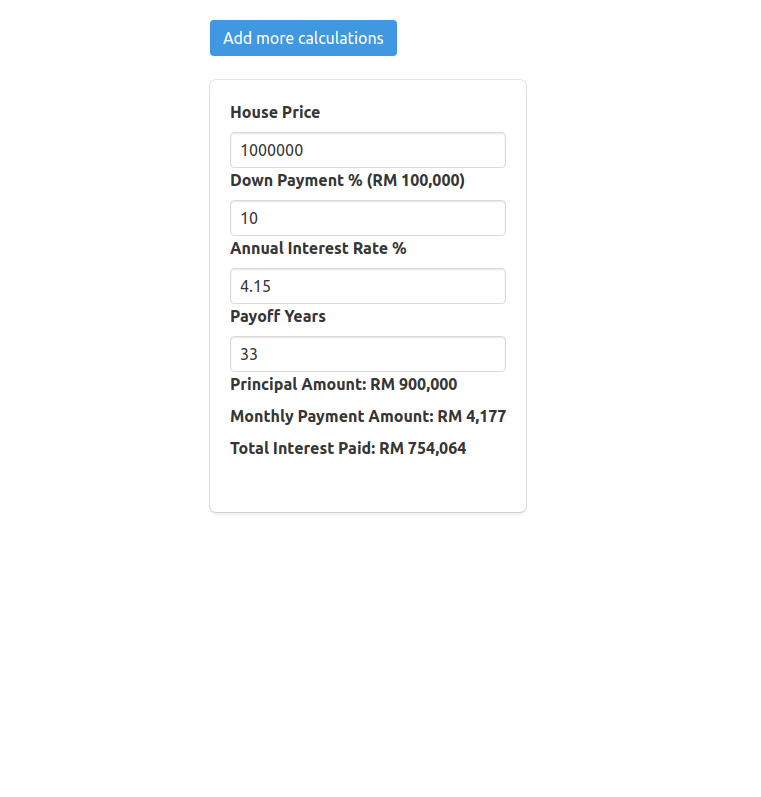 Add more calculations
House Price
1000000
Down Payment % (RM 100,000)
10
Annual Interest Rate %
4.15
Payoff Years
33
Principal Amount: RM 900,000
Monthly Payment Amount: RM 4,177
Total Interest Paid: RM 754,064